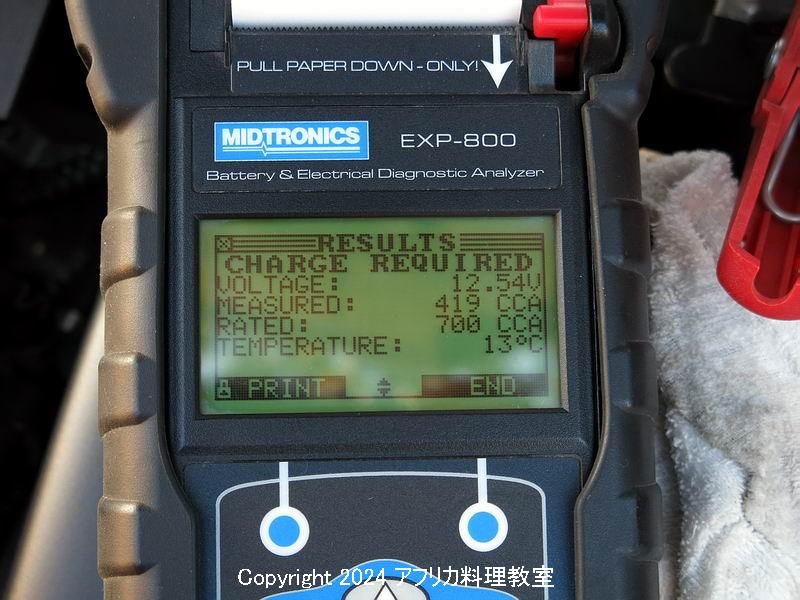 PULL PAPER DOWN - ONLY!
MIDTRONICS EXP-800
Battery & Electrical Diagnostic Analyzer
RESULTS
CHARGE REQUIRED
VOLTAGE: 12.54V
MEASURED: 419 CCA
RATED: 700 CCA
TEMPERATURE: 13°C
PRINT END
Copyright 2024 アフリカ料理教室